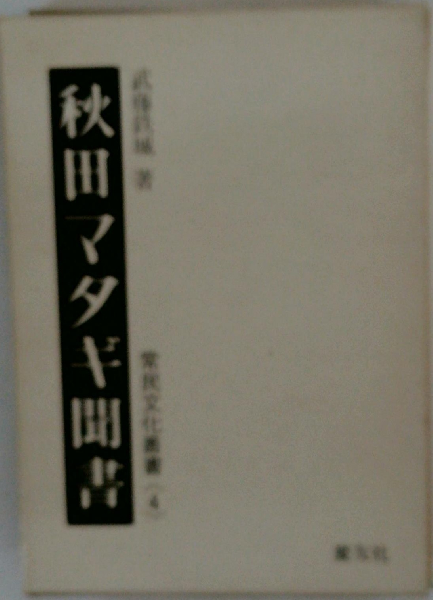 武藤鉄城 著
秋田マタギ聞書
常民文化叢書〈4〉
慶友社